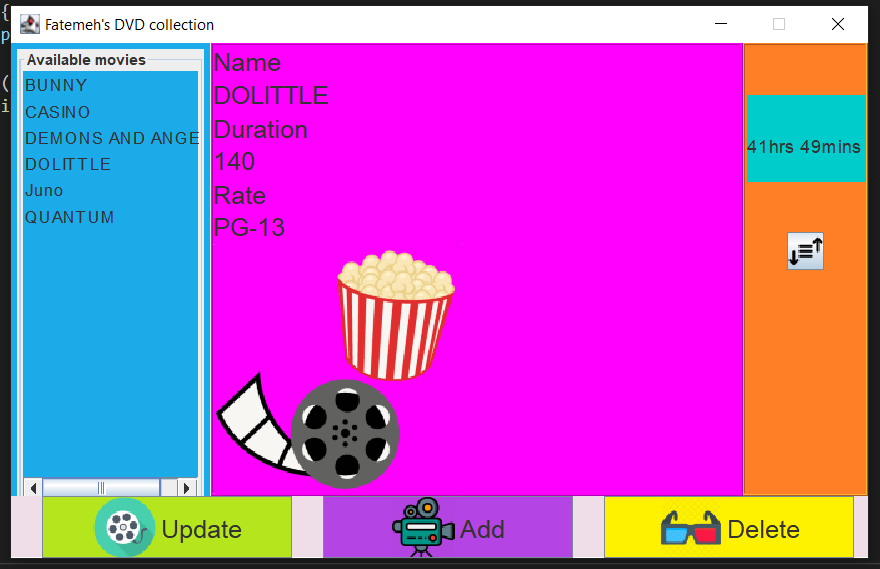 {
p
(
i
Fatemeh's DVD collection
Available movies
BUNNY
CASINO
DEMONS AND ANGE
DOLITTLE
Juno
QUANTUM
Name
DOLITTLE
Duration
140
Rate
PG-13
41hrs 49mins
Update
Add
Delete